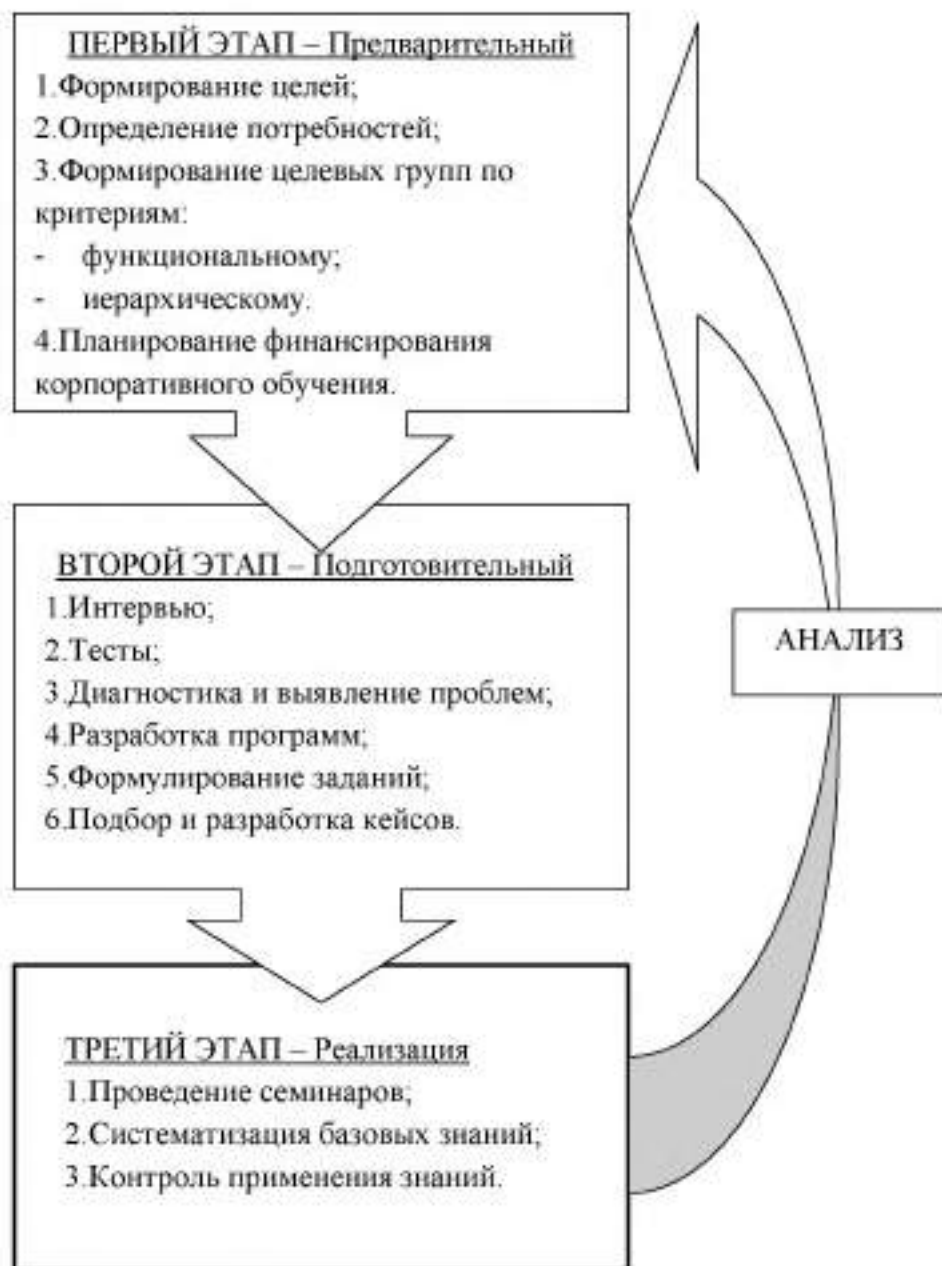 ПЕРВЫЙ ЭТАП – Предварительный
1.Формирование целей;
2.Определение потребностей;
3.Формирование целевых групп по
критериям:
- функциональному;
- иерархическому.
4.Планирование финансирования
корпоративного обучения.
ВТОРОЙ ЭТАП – Подготовительный
1.Интервью;
2.Тесты;
3.Диагностика и выявление проблем;
4.Разработка программ;
5.Формулирование заданий;
6.Подбор и разработка кейсов.
АНАЛИЗ
ТРЕТИЙ ЭТАП – Реализация
1.Проведение семинаров;
2.Систематизация базовых знаний;
3.Контроль применения знаний.